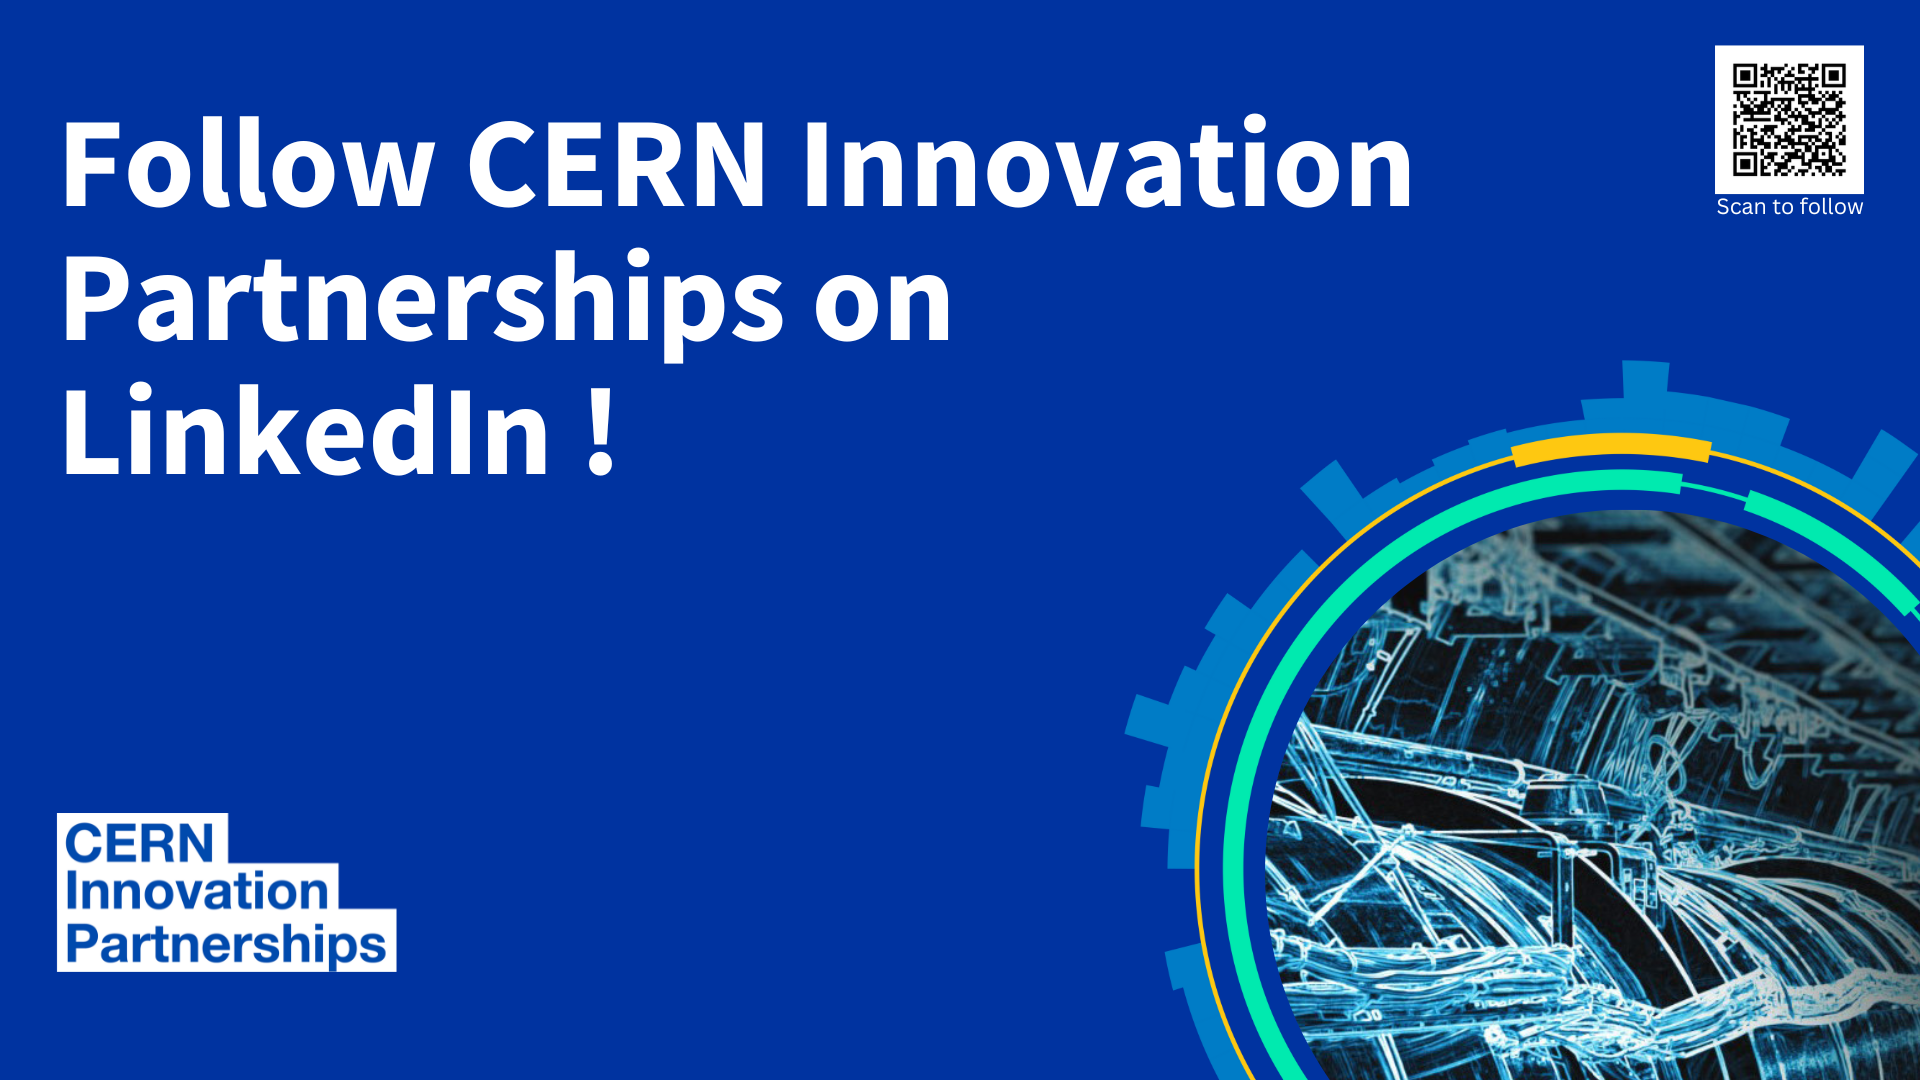 Follow CERN Innovation
Partnerships on
LinkedIn !
Scan to follow
CERN
Innovation
Partnerships